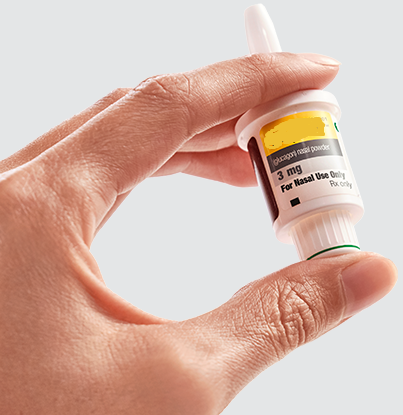 (glucagon) nasal powder
3 mg
For Nasal Use Only
Rx only